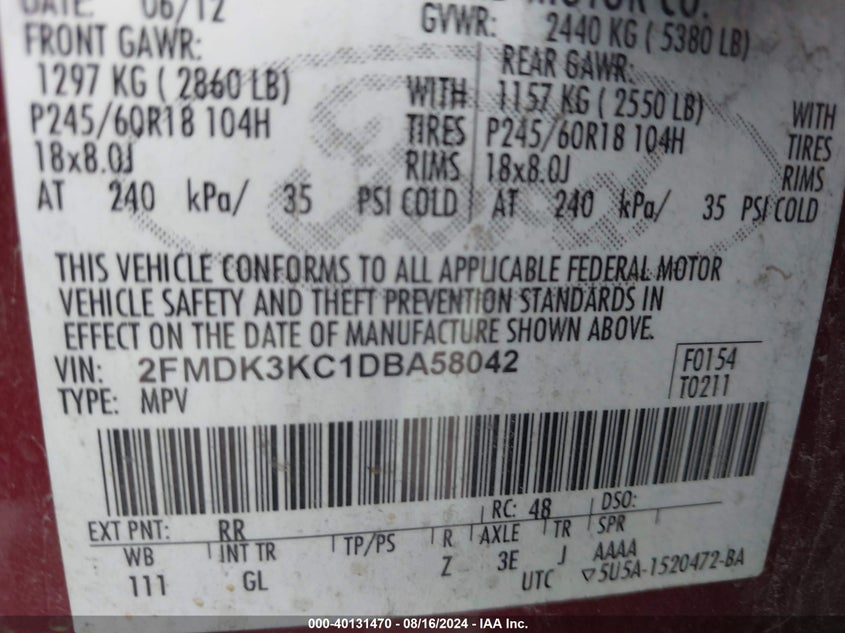 DATE: 06/12 MOTOR CO.
FRONT GAWR: GVWR: 2440 KG ( 5380 LB)
REAR GAWR:
1297 KG ( 2860 LB) WITH 1157 KG ( 2550 LB) WITH
P245/60R18 104H TIRES P245/60R18 104H TIRES
18x8.0J RIMS 18x8.0J RIMS
AT 240 kPa/ 35 PSI COLD AT 240 kPa/ 35 PSI COLD
THIS VEHICLE CONFORMS TO ALL APPLICABLE FEDERAL MOTOR
VEHICLE SAFETY AND THEFT PREVENTION STANDARDS IN
EFFECT ON THE DATE OF MANUFACTURE SHOWN ABOVE.
VIN: 2FMDK3KC1DBA58042 F0154
TYPE: MPV T0211
EXT PNT: RR RC: 48 DSO:
WB INT TR TP/PS R AXLE TR SPR
111 GL Z 3E J AAAA
UTC ▽5U5A-1520472-BA
Ford
000-40131470 - 08/16/2024 - IAA Inc.